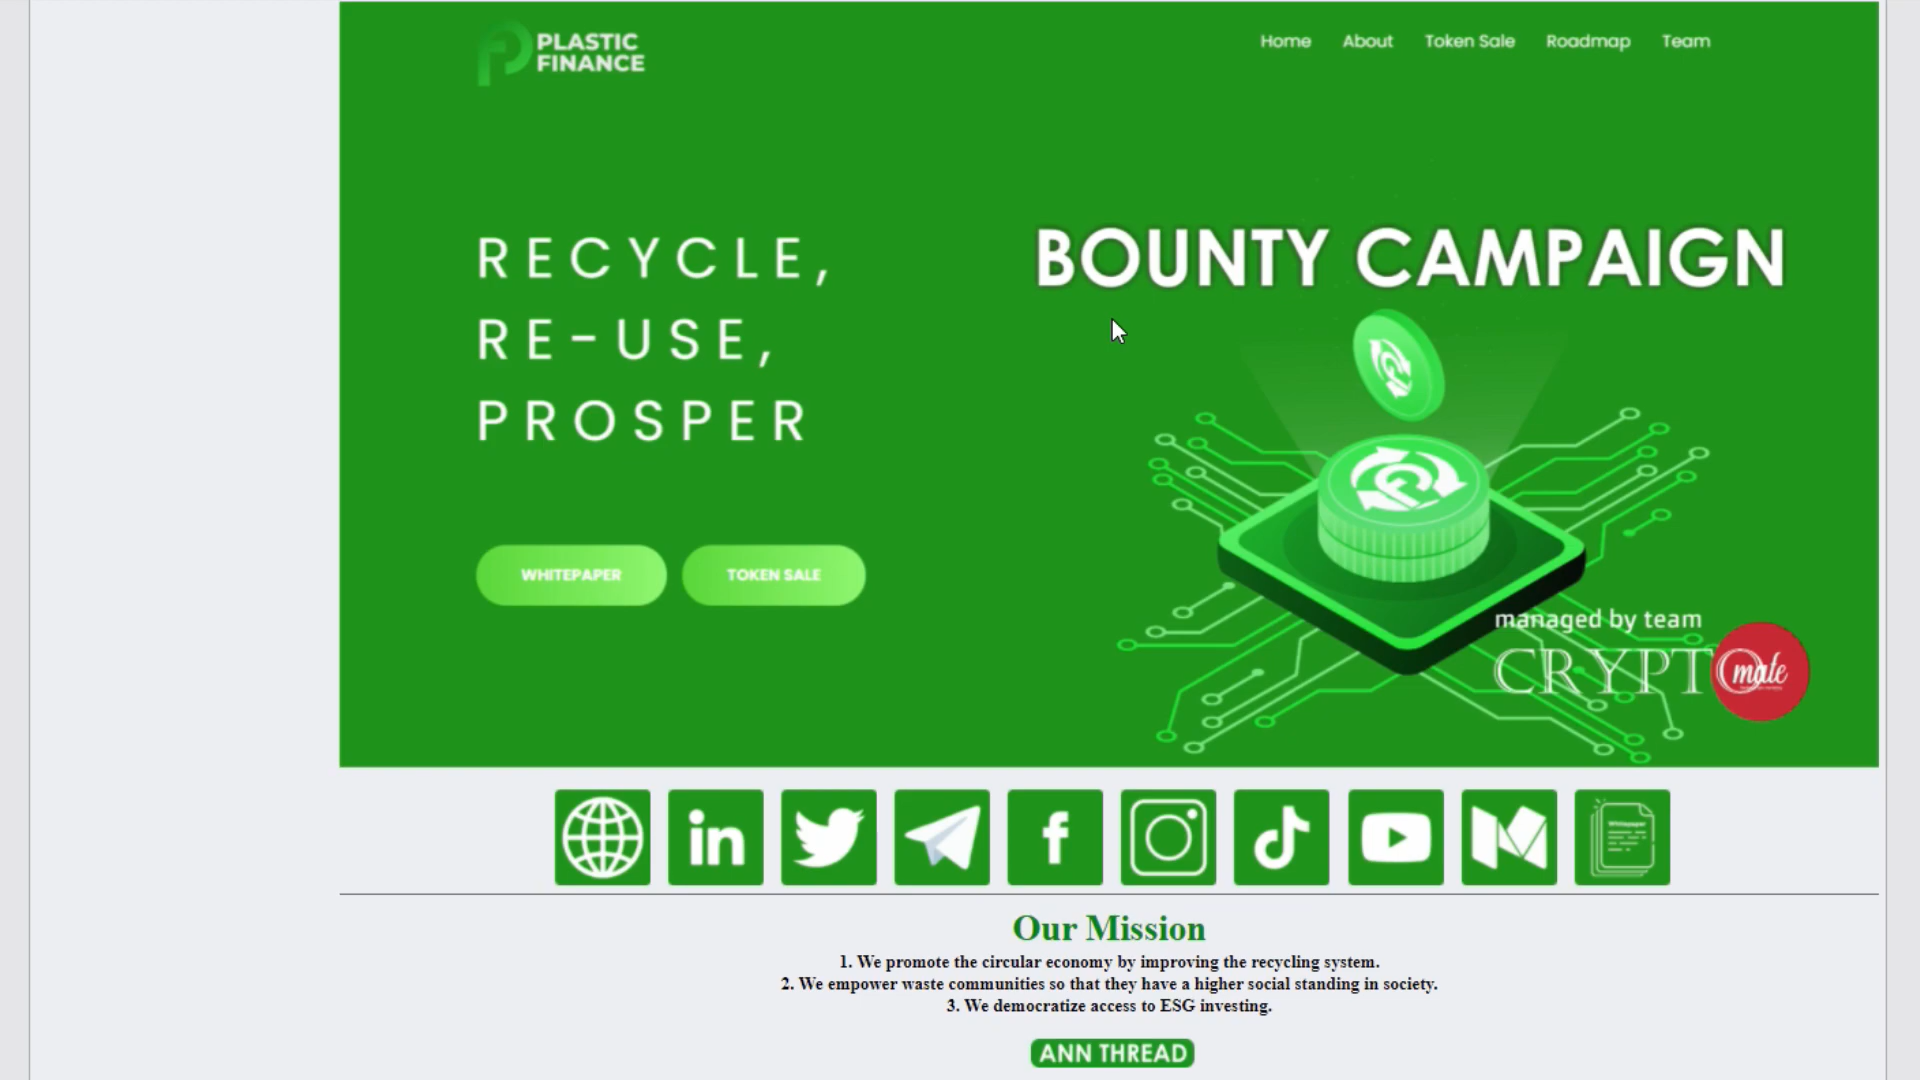 PLASTIC
FINANCE
Home About Token Sale Roadmap Team
RECYCLE,
RE-USE,
PROSPER
BOUNTY CAMPAIGN
WHITEPAPER TOKEN SALE
managed by team
CRYPTO mate
Whitepaper
Our Mission
1. We promote the circular economy by improving the recycling system.
2. We empower waste communities so that they have a higher social standing in society.
3. We democratize access to ESG investing.
ANN THREAD